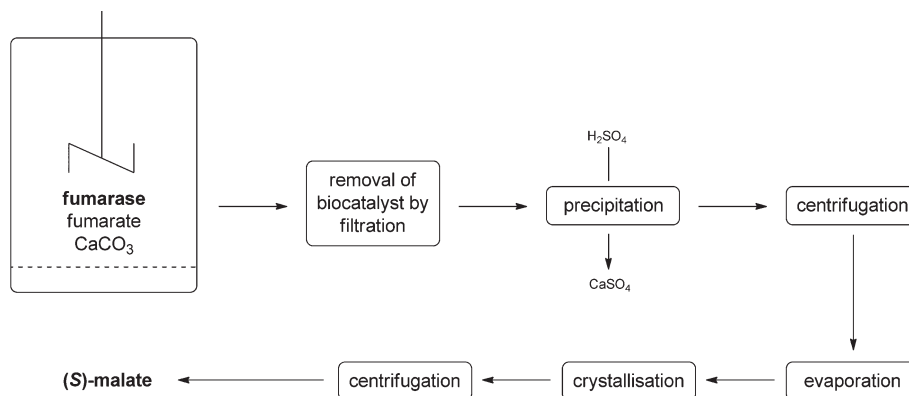 fumarase
fumarate
CaCO₃
removal of
biocatalyst by
filtration
H₂SO₄
precipitation
CaSO₄
centrifugation
evaporation
crystallisation
centrifugation
(S)-malate